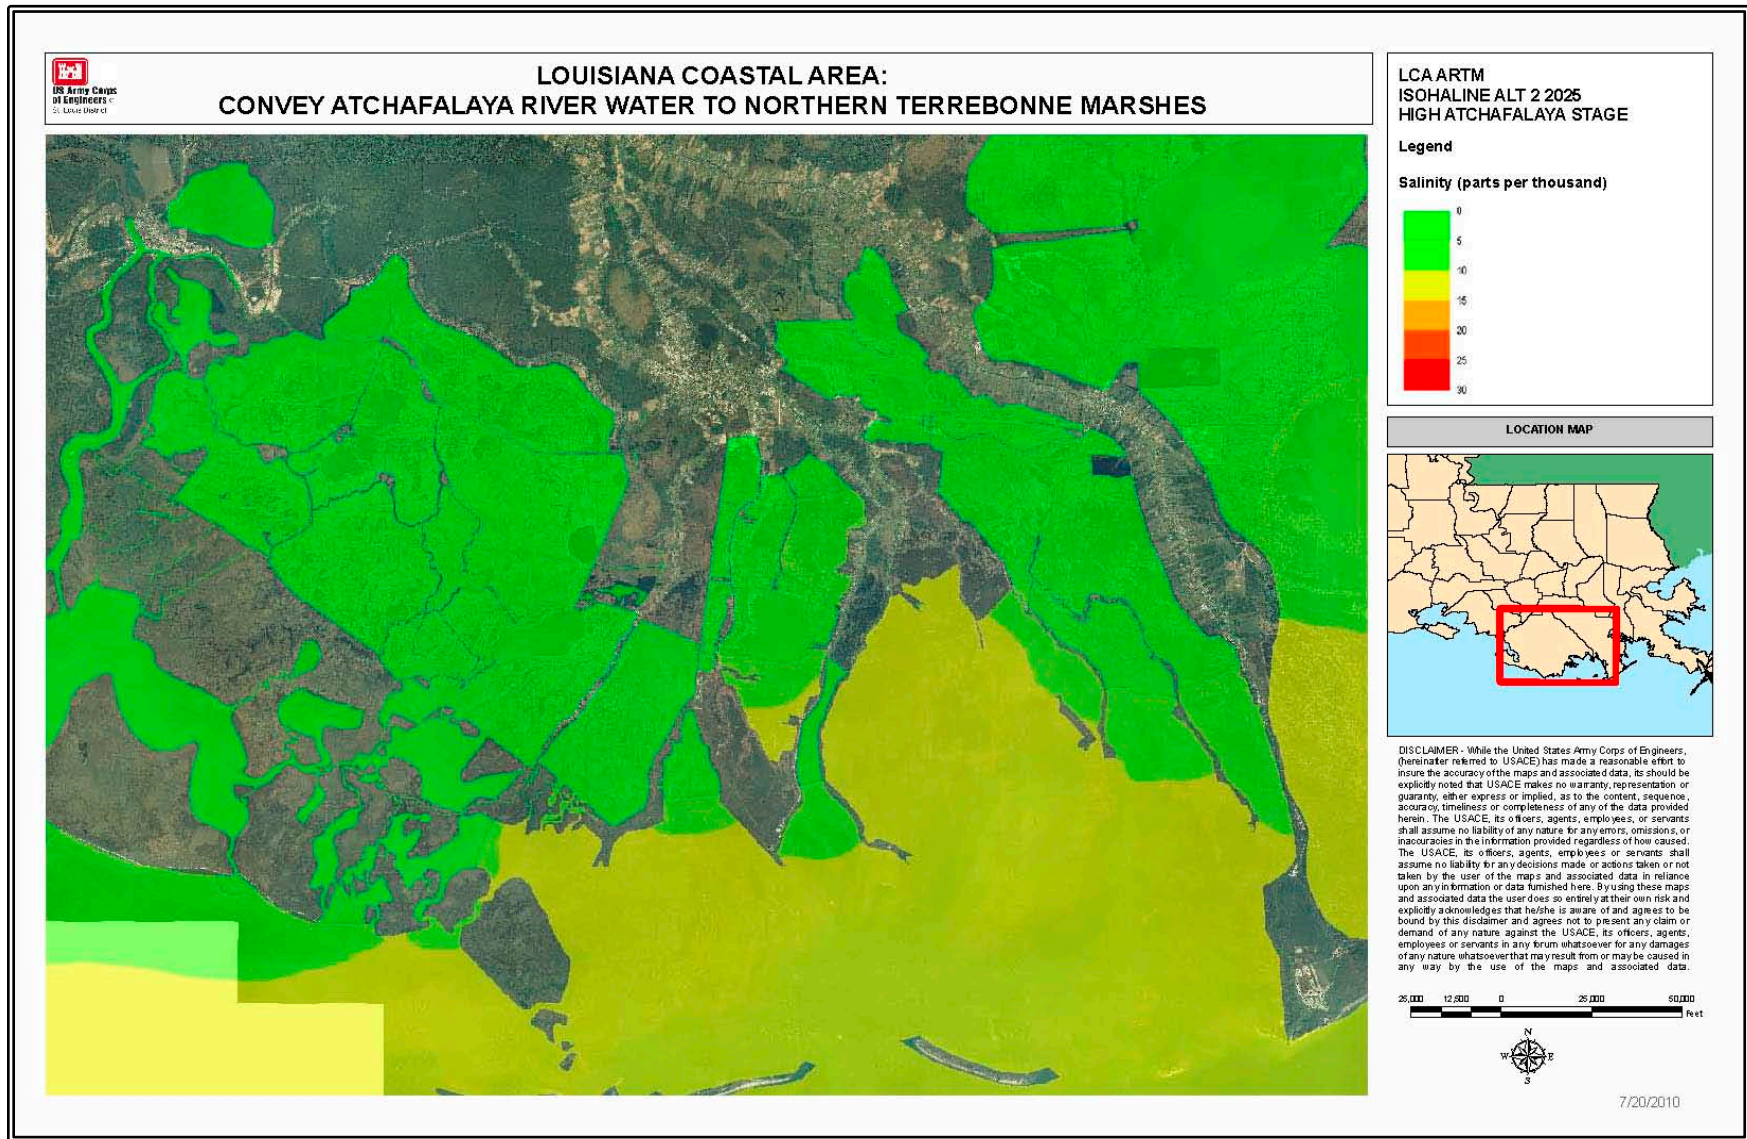 US Army Corps
of Engineers
St. Louis District
LOUISIANA COASTAL AREA:
CONVEY ATCHAFALAYA RIVER WATER TO NORTHERN TERREBONNE MARSHES
LCA ARTM
ISOHALINE ALT 2 2025
HIGH ATCHAFALAYA STAGE
Legend
Salinity (parts per thousand)
0
5
10
15
20
25
30
LOCATION MAP
DISCLAIMER - While the United States Army Corps of Engineers,
(hereinafter referred to USACE) has made a reasonable effort to
insure the accuracy of the maps and associated data, its should be
explicitly noted that USACE makes no warranty, representation or
guaranty, either express or implied, as to the content, sequence,
accuracy, timeliness or completeness of any of the data provided
herein. The USACE, its officers, agents, employees, or servants
shall assume no liability of any nature for any errors, omissions, or
inaccuracies in the information provided regardless of how caused.
The USACE, its officers, agents, employees or servants shall
assume no liability for any decisions made or actions taken or not
taken by the user of the maps and associated data in reliance
upon any information or data furnished here. By using these maps
and associated data the user does so entirely at their own risk and
explicitly acknowledges that he/she is aware of and agrees to be
bound by this disclaimer and agrees not to present any claim or
demand of any nature against the USACE, its officers, agents,
employees or servants in any forum whatsoever for any damages
of any nature whatsoever that may result from or may be caused in
any way by the use of the maps and associated data.
25,000 12,500 0 25,000 50,000
Feet
N
W E
S
7/20/2010